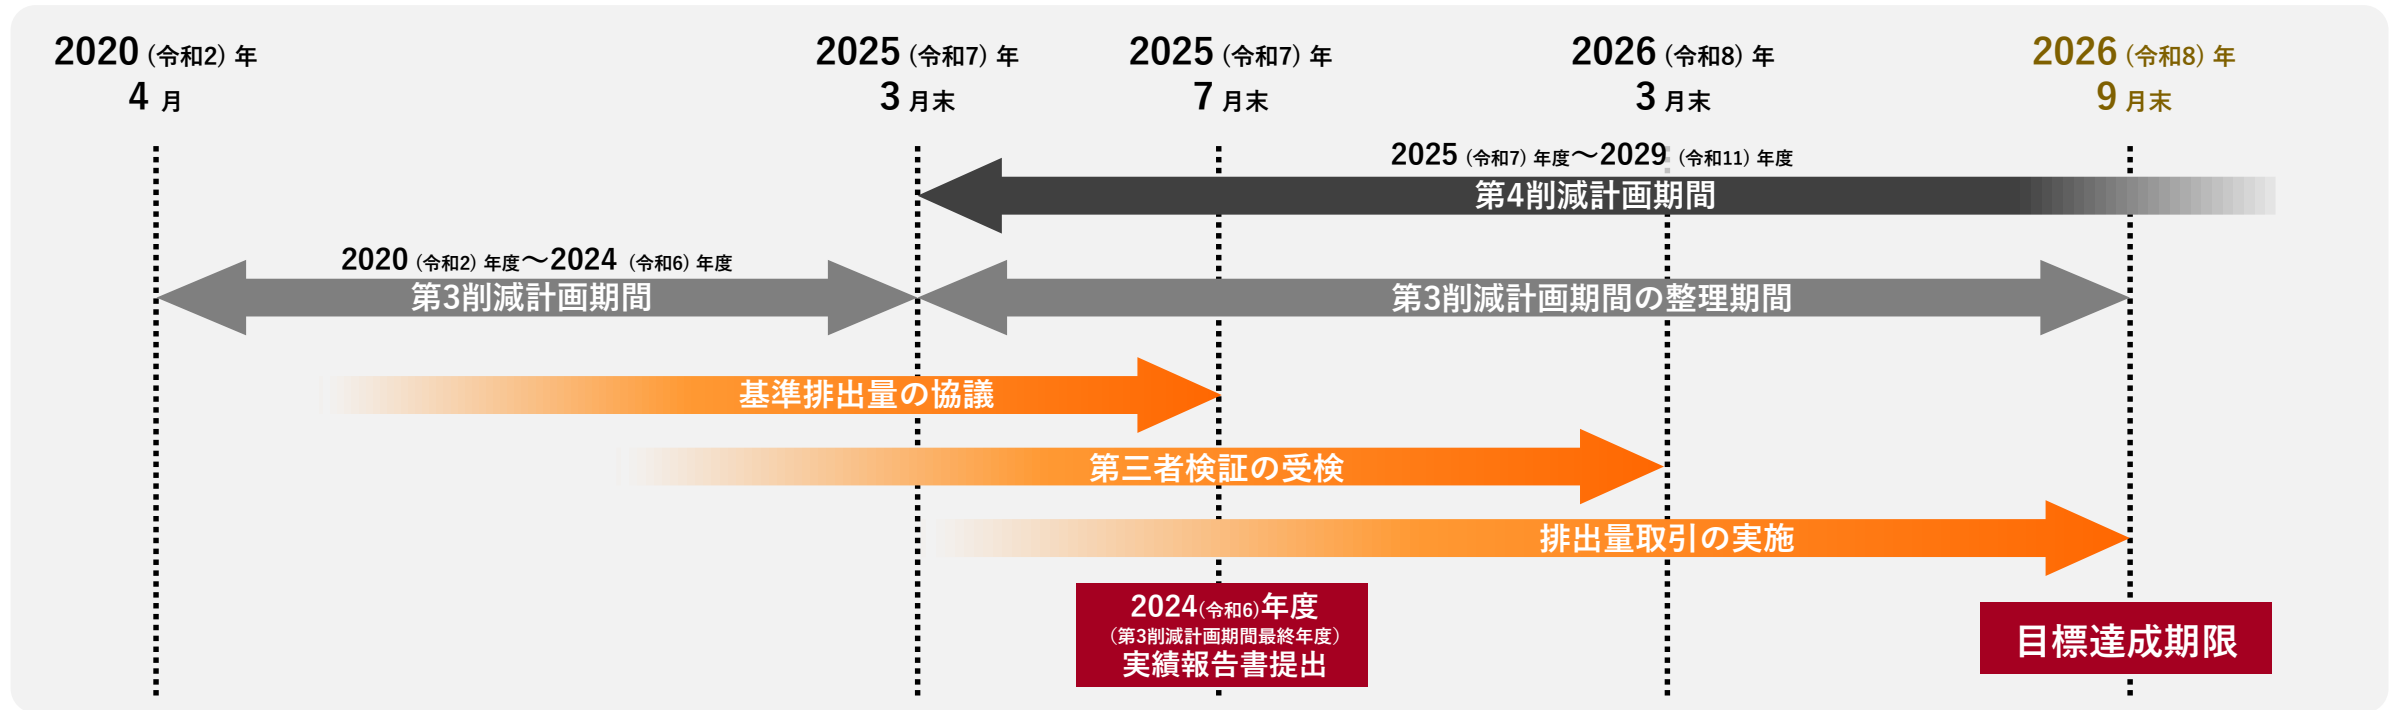 2020（令和2）年
4 月
2025（令和7）年
3 月末
2025（令和7）年
7 月末
2026（令和8）年
3 月末
2026（令和8）年
9 月末
2025（令和7）年度～2029（令和11）年度
第4削減計画期間
2020（令和2）年度～2024（令和6）年度
第3削減計画期間
第3削減計画期間の整理期間
基準排出量の協議
第三者検証の受検
排出量取引の実施
2024（令和6）年度
（第3削減計画期間最終年度）
実績報告書提出
目標達成期限